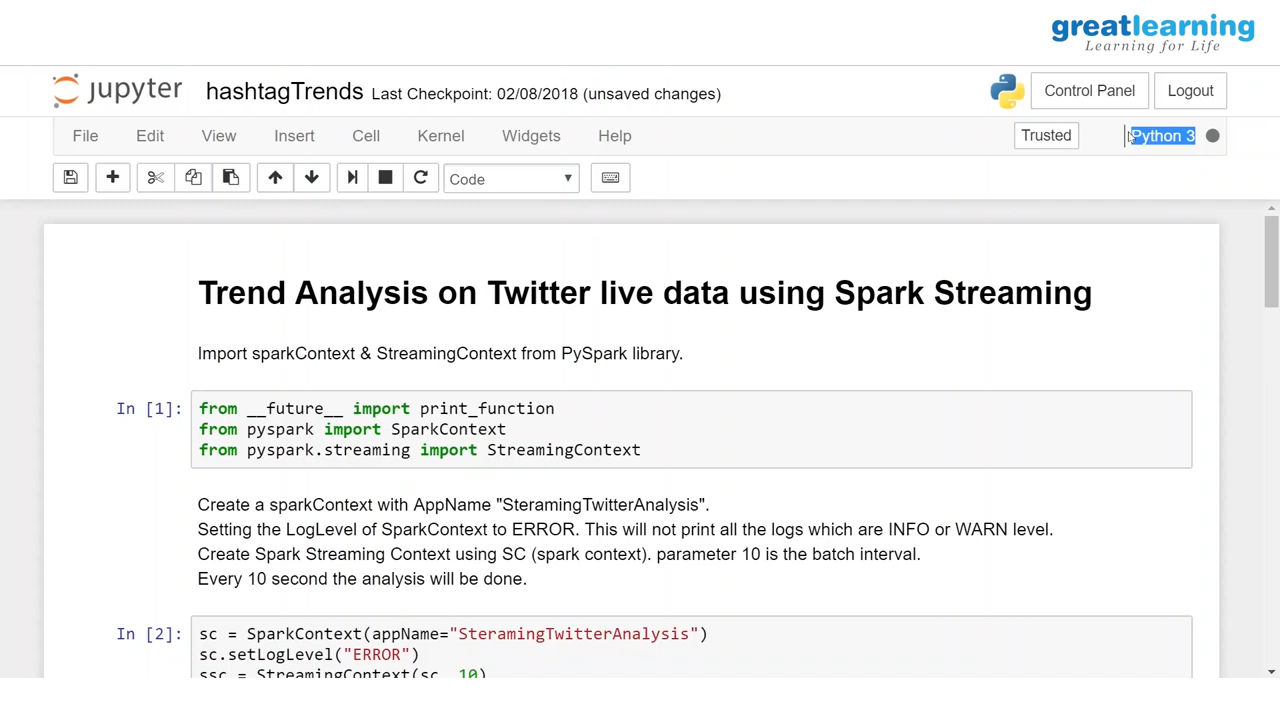 greatlearning
Learning for Life
jupyter hashtagTrends Last Checkpoint: 02/08/2018 (unsaved changes) Control Panel Logout
File Edit View Insert Cell Kernel Widgets Help Trusted Python 3
Code
Trend Analysis on Twitter live data using Spark Streaming
Import sparkContext & StreamingContext from PySpark library.
In [1]: from __future__ import print_function
from pyspark import SparkContext
from pyspark.streaming import StreamingContext
Create a sparkContext with AppName "SteramingTwitterAnalysis".
Setting the LogLevel of SparkContext to ERROR. This will not print all the logs which are INFO or WARN level.
Create Spark Streaming Context using SC (spark context). parameter 10 is the batch interval.
Every 10 second the analysis will be done.
In [2]: sc = SparkContext(appName="SteramingTwitterAnalysis")
sc.setLogLevel("ERROR")
ssc = StreamingContext(sc, 10)